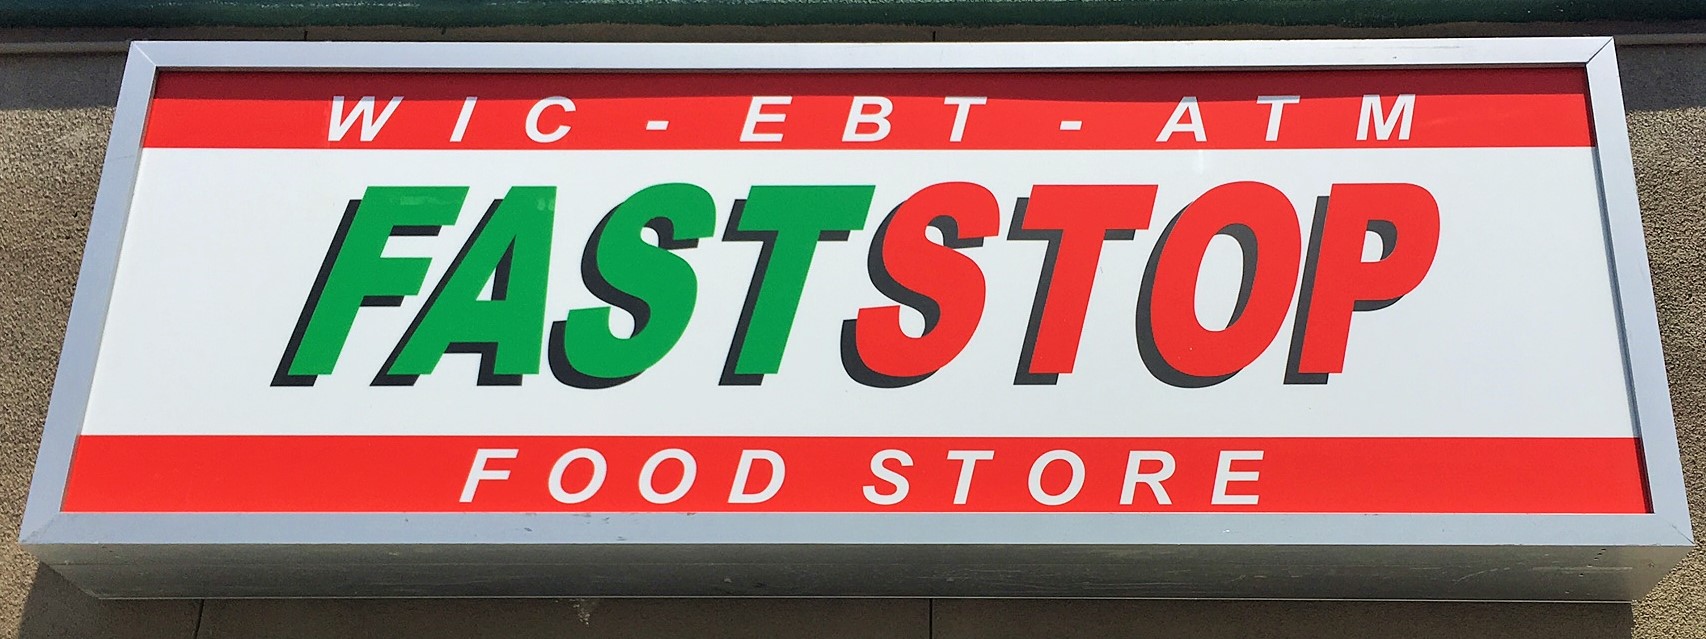 WIC - EBT - ATM
FASTSTOP
FOOD STORE